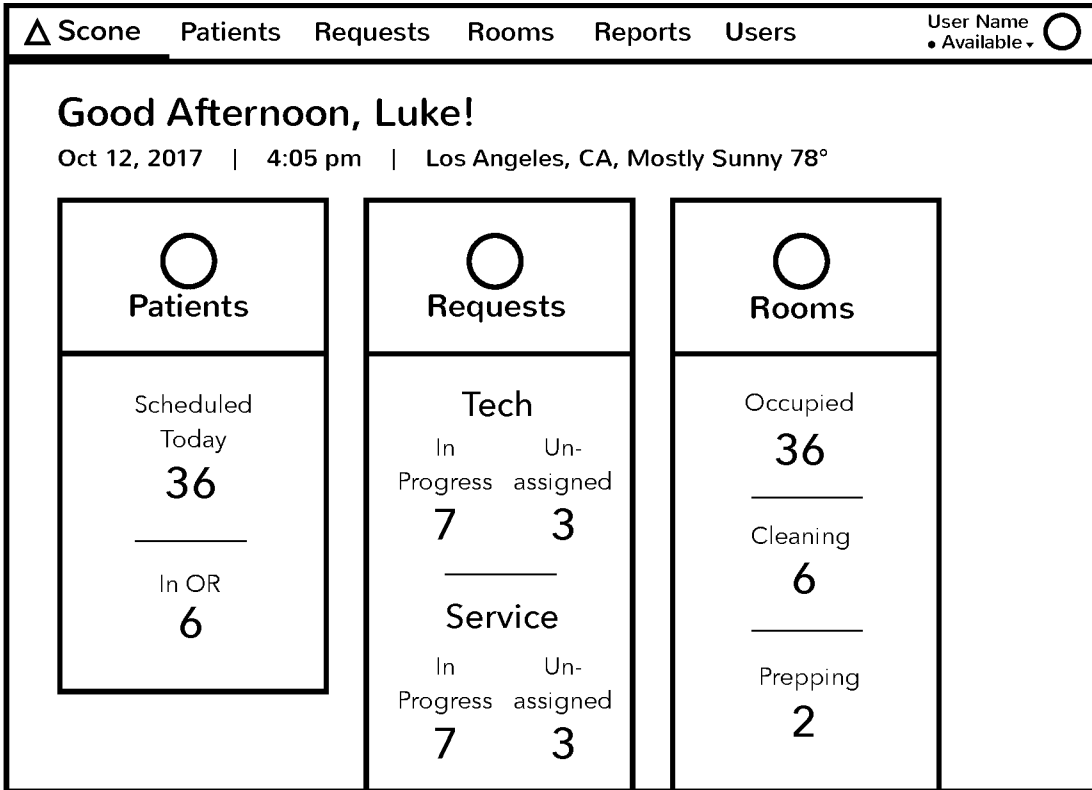 Scone Patients Requests Rooms Reports Users
User Name
• Available
Good Afternoon, Luke!
Oct 12, 2017 | 4:05 pm | Los Angeles, CA, Mostly Sunny 78°
Patients
Scheduled
Today
36
In OR
6
Requests
Tech
In Un-
Progress assigned
7 3
Service
In Un-
Progress assigned
7 3
Rooms
Occupied
36
Cleaning
6
Prepping
2